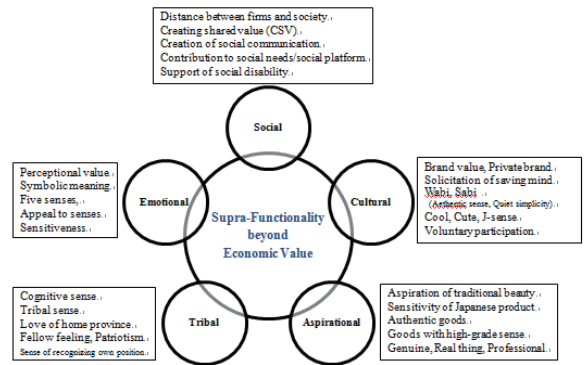 Distance between firms and society.
Creating shared value (CSV).
Creation of social communication.
Contribution to social needs/social platform.
Support of social disability.
Social
Perceptional value.
Symbolic meaning.
Five senses,
Appeal to senses.
Sensitiveness.
Emotional
Supra-Functionality
beyond
Economic Value
Cultural
Brand value, Private brand.
Solicitation of saving mind.
Wabi, Sabi
(Aethentic sense, Quiet simplicity).
Cool, Cute, J-sense.
Voluntary participation.
Cognitive sense.
Tribal sense.
Love of home province.
Fellow feeling, Patriotism.
Sense of recognizing own position.
Tribal
Aspirational
Aspiration of traditional beauty.
Sensitivity of Japanese product.
Authentic goods.
Goods with high-grade sense.
Genuine, Real thing, Professional.